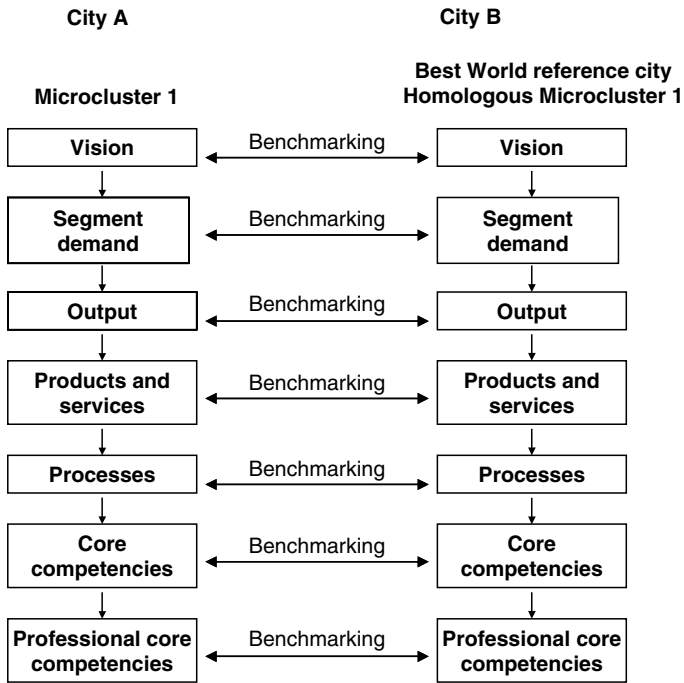 City A
City B
Microcluster 1
Best World reference city
Homologous Microcluster 1
Vision
Benchmarking
Vision
Segment
demand
Benchmarking
Segment
demand
Output
Benchmarking
Output
Products and
services
Benchmarking
Products and
services
Processes
Benchmarking
Processes
Core
competencies
Benchmarking
Core
competencies
Professional core
competencies
Benchmarking
Professional core
competencies